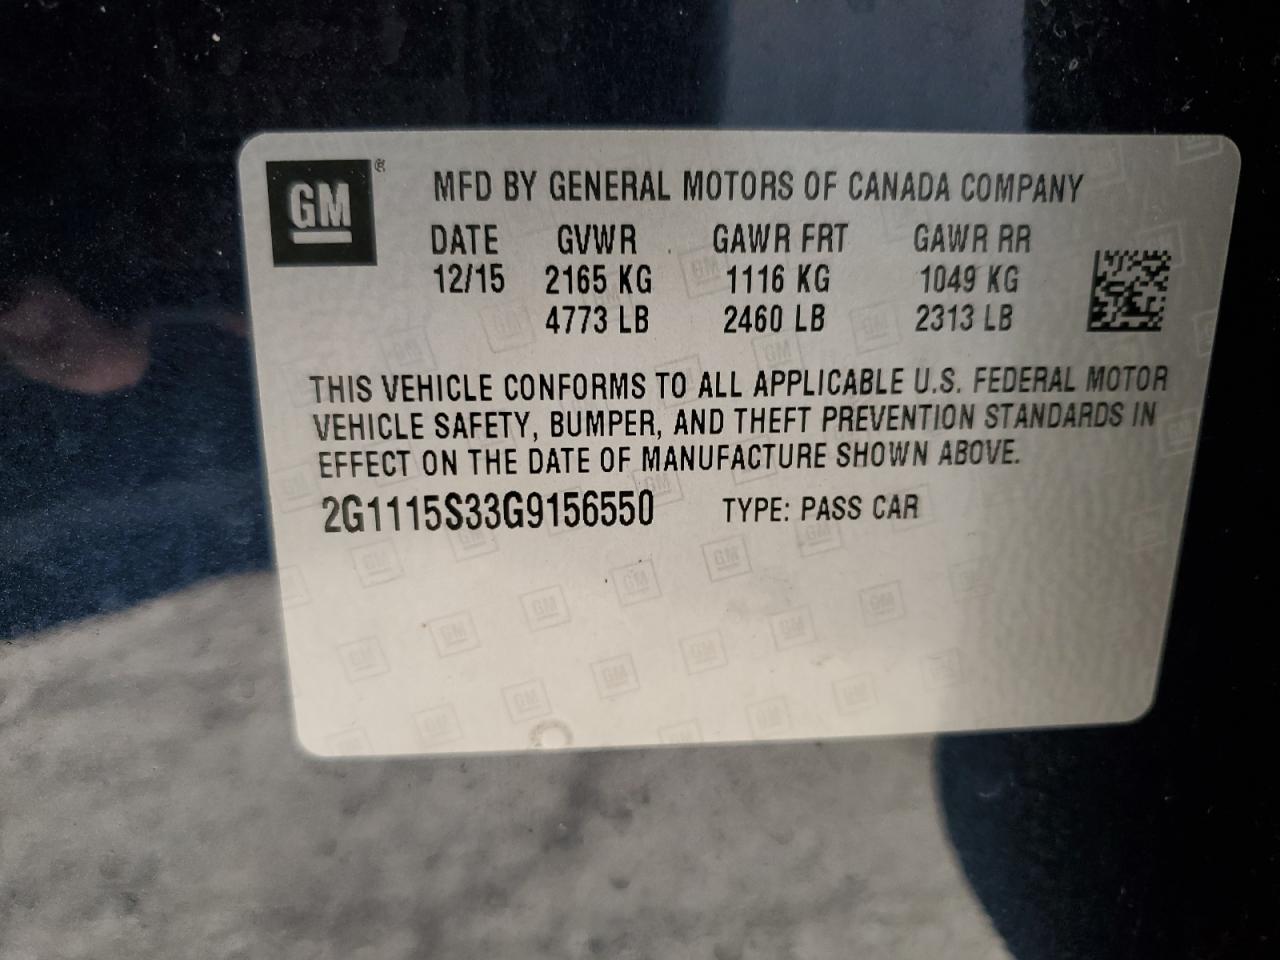 GM ®
MFD BY GENERAL MOTORS OF CANADA COMPANY
DATE GVWR GAWR FRT GAWR RR
12/15 2165 KG 1116 KG 1049 KG
4773 LB 2460 LB 2313 LB
THIS VEHICLE CONFORMS TO ALL APPLICABLE U.S. FEDERAL MOTOR
VEHICLE SAFETY, BUMPER, AND THEFT PREVENTION STANDARDS IN
EFFECT ON THE DATE OF MANUFACTURE SHOWN ABOVE.
2G1115S33G9156550 TYPE: PASS CAR